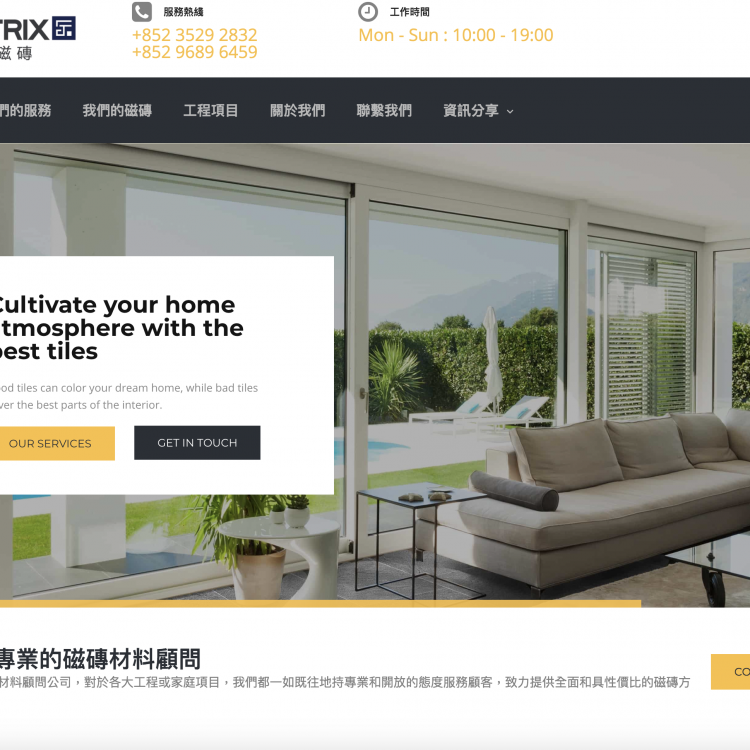 TRIX
磁磚
服務熱綫
+852 3529 2832
+852 9689 6459
工作時間
Mon - Sun : 10:00 - 19:00
們的服務 我們的磁磚 工程項目 關於我們 聯繫我們 資訊分享
Cultivate your home
tmosphere with the
best tiles
od tiles can color your dream home, while bad tiles
ver the best parts of the interior.
OUR SERVICES GET IN TOUCH
專業的磁磚材料顧問
材料顧問公司，對於各大工程或家庭項目，我們都一如既往地持專業和開放的態度服務顧客，致力提供全面和具性價比的磁磚方
CO